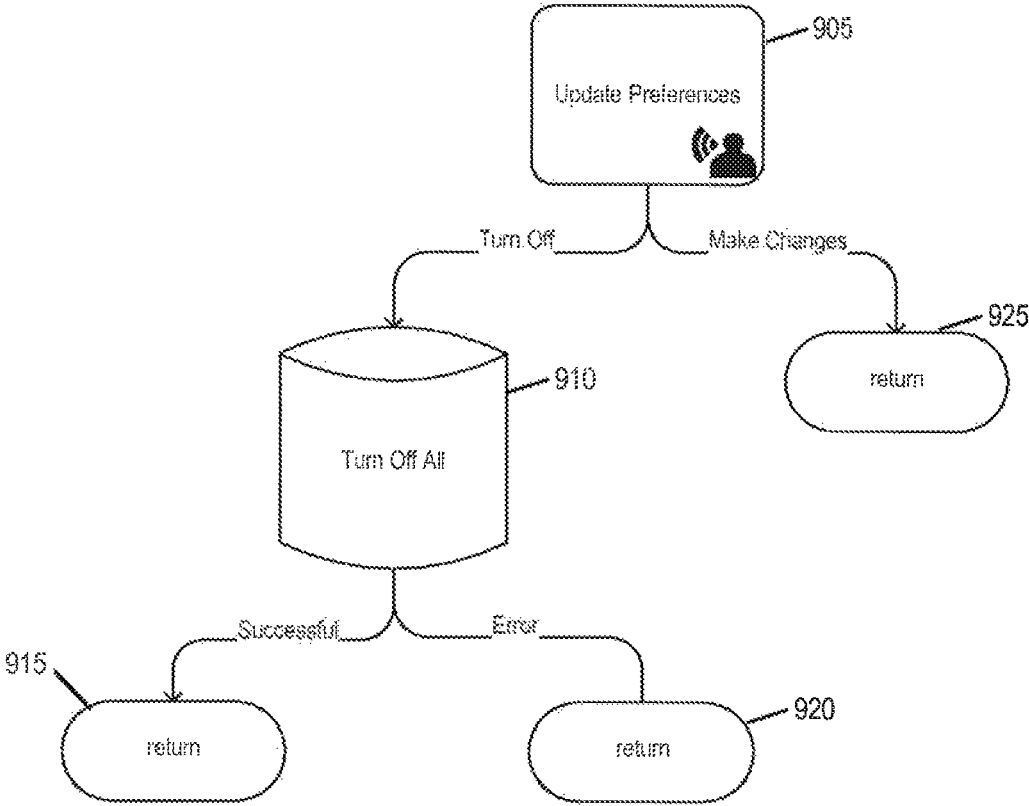 905
Update Preferences
Turn Off
Make Changes
925
return
910
Turn Off All
Successful
Error
915
return
920
return